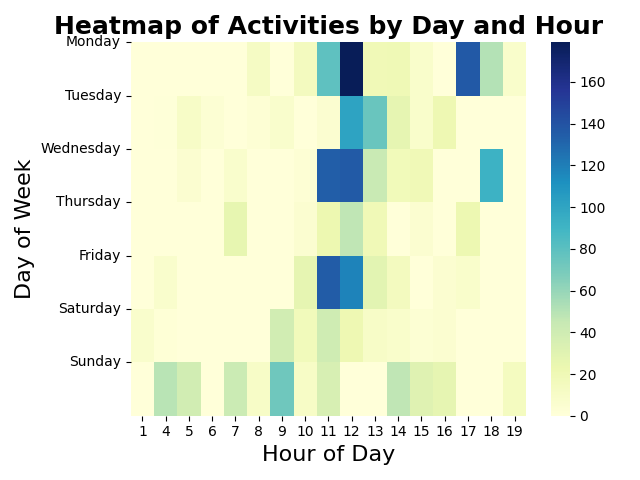 Heatmap of Activities by Day and Hour
Day of Week
Monday
Tuesday
Wednesday
Thursday
Friday
Saturday
Sunday
1 4 5 6 7 8 9 10 11 12 13 14 15 16 17 18 19
Hour of Day
160
140
120
100
80
60
40
20
0